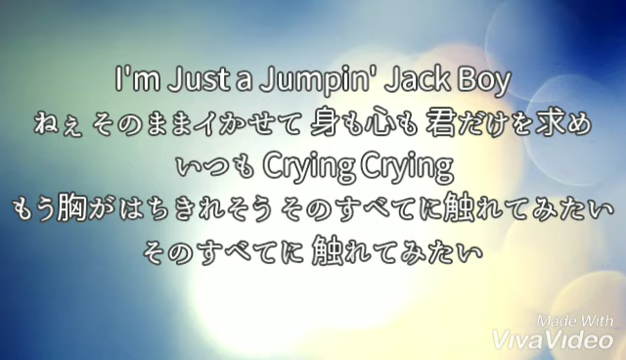 I'm Just a Jumpin' Jack Boy
ねぇ そのままイかせて 身も心も 君だけを求め
いつも Crying Crying
もう胸がはちきれそう そのすべてに触れてみたい
そのすべてに 触れてみたい
Made With
VivaVideo